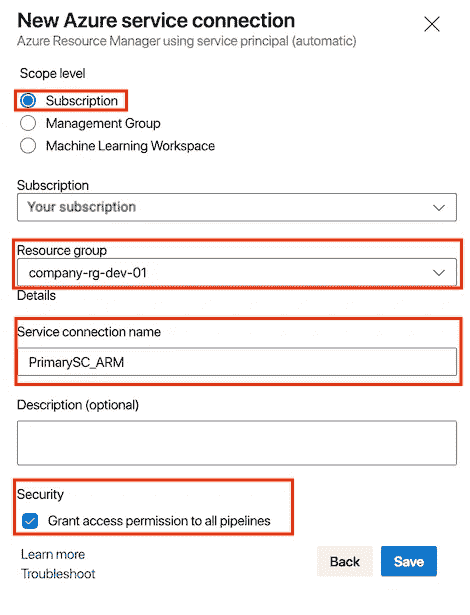 New Azure service connection
Azure Resource Manager using service principal (automatic)
Scope level
Subscription
Management Group
Machine Learning Workspace
Subscription
Your subscription
Resource group
company-rg-dev-01
Details
Service connection name
PrimarySC_ARM
Description (optional)
Security
Grant access permission to all pipelines
Learn more
Troubleshoot
Back
Save